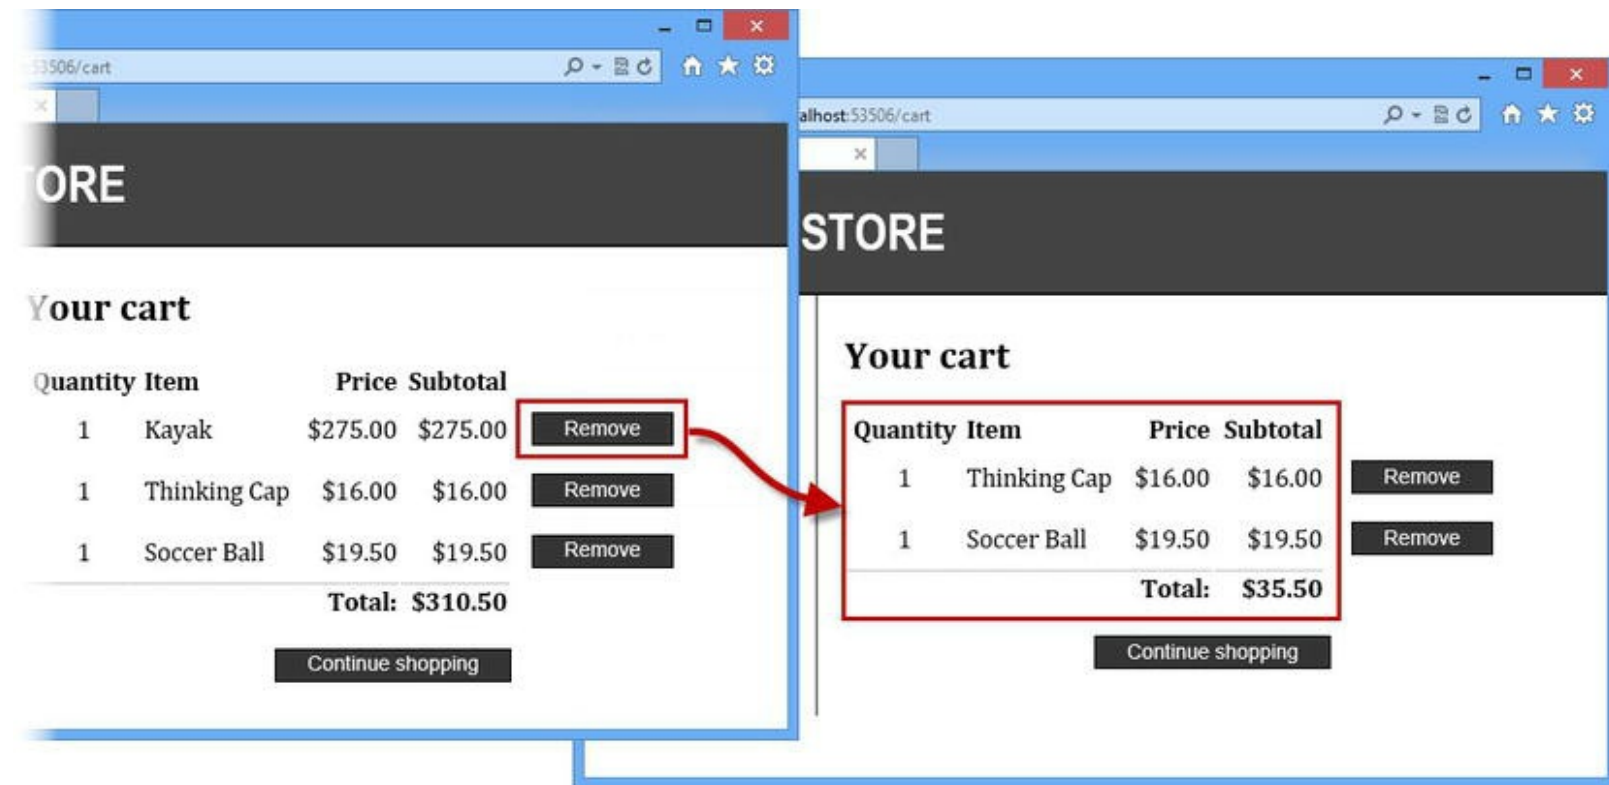 53506/cart
TORE
Your cart
Quantity Item Price Subtotal
1 Kayak $275.00 $275.00 Remove
1 Thinking Cap $16.00 $16.00 Remove
1 Soccer Ball $19.50 $19.50 Remove
Total: $310.50
Continue shopping
alhost:53506/cart
STORE
Your cart
Quantity Item Price Subtotal
1 Thinking Cap $16.00 $16.00 Remove
1 Soccer Ball $19.50 $19.50 Remove
Total: $35.50
Continue shopping